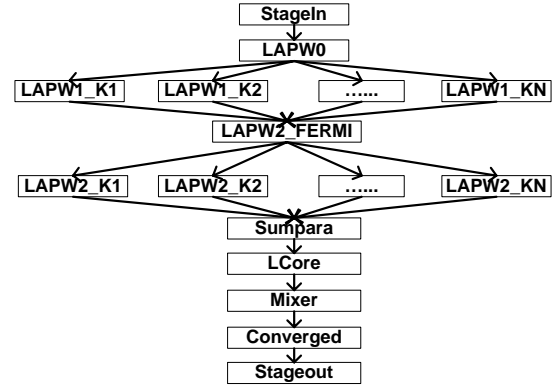 StageIn
LAPW0
LAPW1_K1 LAPW1_K2 ...... LAPW1_KN
LAPW2_FERMI
LAPW2_K1 LAPW2_K2 ...... LAPW2_KN
Sumpara
LCore
Mixer
Converged
Stageout